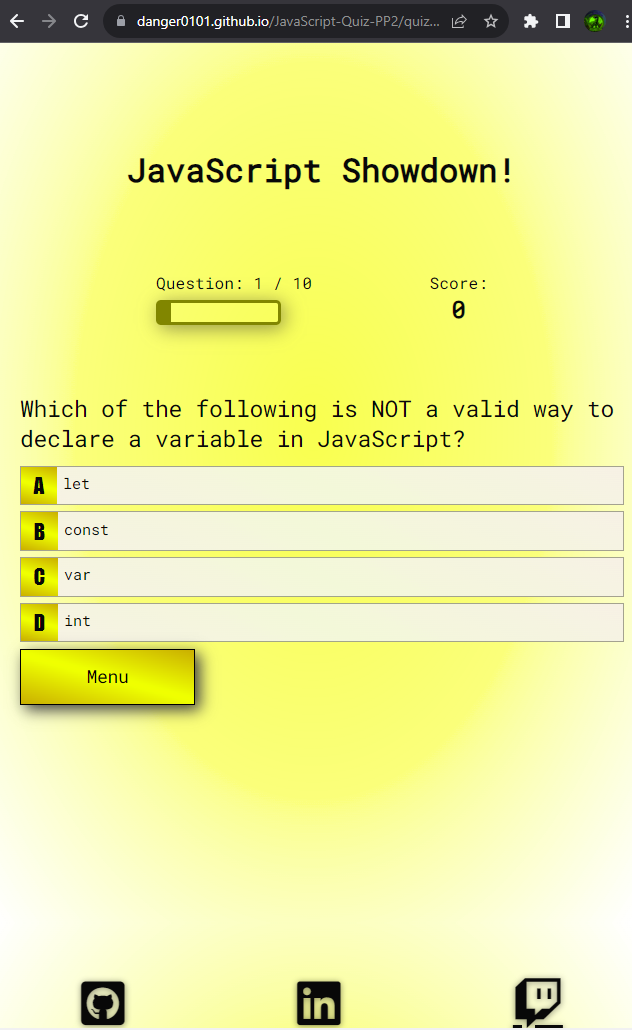 danger0101.github.io/JavaScript-Quiz-PP2/quiz...
JavaScript Showdown!
Question: 1 / 10
Score:
0
Which of the following is NOT a valid way to
declare a variable in JavaScript?
A let
B const
C var
D int
Menu
in